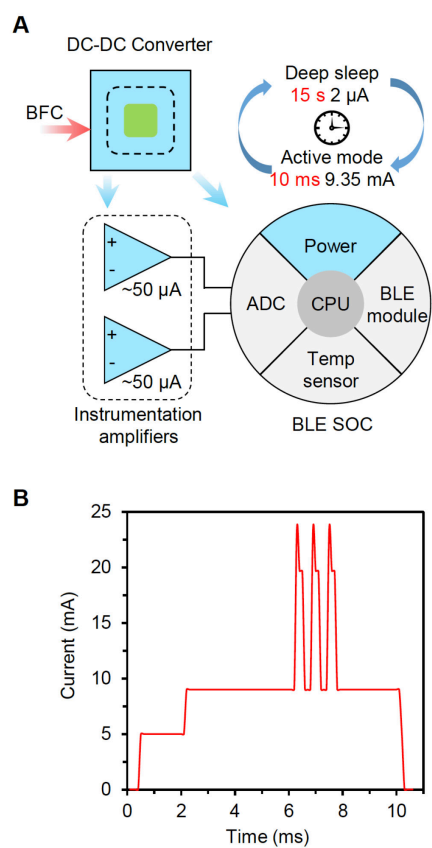 A
DC-DC Converter
BFC
Deep sleep
15 s 2 µA
Active mode
10 ms 9.35 mA
+
-
~50 µA
+
-
~50 µA
Instrumentation
amplifiers
Power
ADC
CPU
BLE
module
Temp
sensor
BLE SOC
B
Current (mA)
25
20
15
10
5
0
0
2
4
6
8
10
Time (ms)